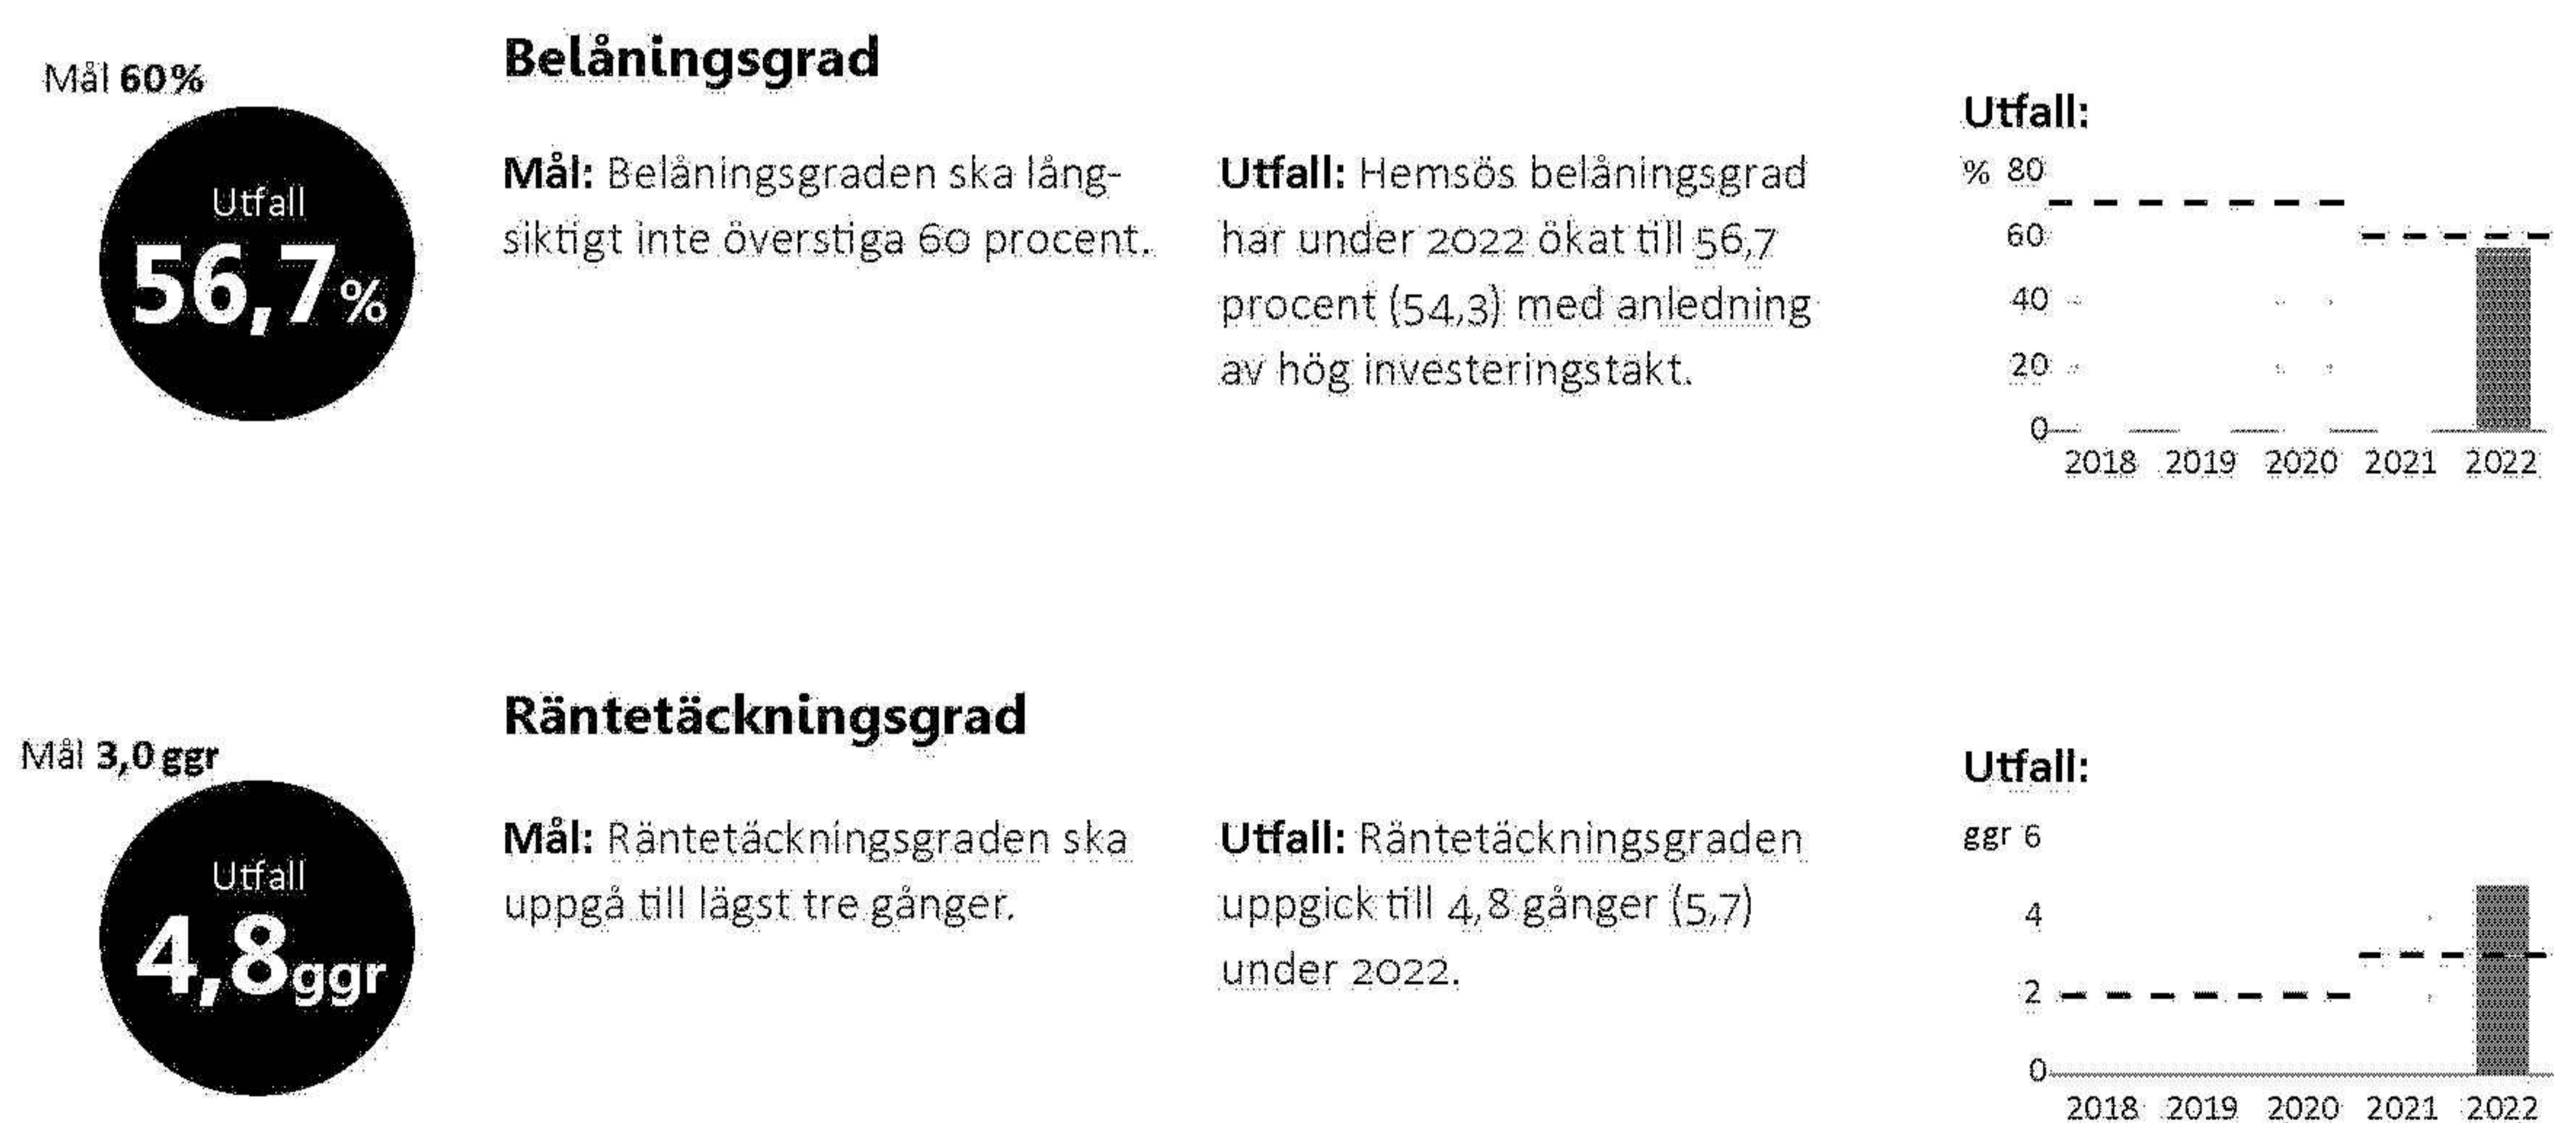 Mål 60%
Utfall
56,7%
Belåningsgrad
Mål: Belåningsgraden ska lång-
siktigt inte överstiga 60 procent.
Utfall: Hemsös belåningsgrad
har under 2022 ökat till 56,7
procent (54,3) med anledning
av hög investeringstakt.
Utfall:
% 80
60
40
20
0
2018 2019 2020 2021 2022
Mål 3,0 ggr
Utfall
4,8 ggr
Räntetäckningsgrad
Mål: Räntetäckningsgraden ska
uppgå till lägst tre gånger.
Utfall: Räntetäckningsgraden
uppgick till 4,8 gånger (5,7)
under 2022.
Utfall:
ggr 6
4
2
0
2018 2019 2020 2021 2022